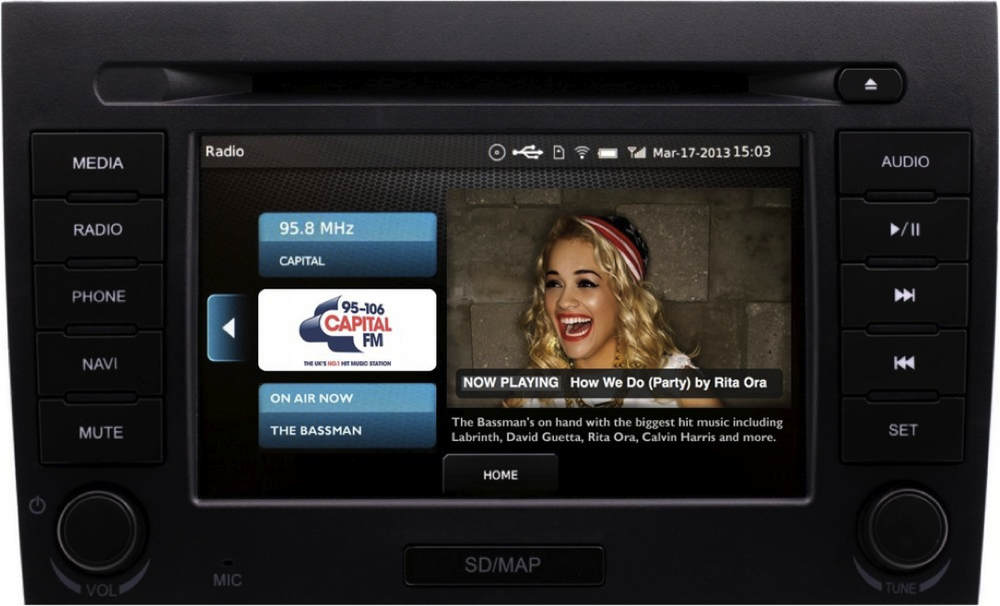 Radio
Mar-17-2013 15:03
MEDIA
RADIO
PHONE
NAVI
MUTE
95.8 MHz
CAPITAL
95-106
CAPITAL
FM
THE UK'S NO.1 HIT MUSIC STATION
ON AIR NOW
THE BASSMAN
NOW PLAYING How We Do (Party) by Rita Ora
The Bassman's on hand with the biggest hit music including
Labrinth, David Guetta, Rita Ora, Calvin Harris and more.
HOME
AUDIO
SET
VOL
MIC
SD/MAP
TUNE